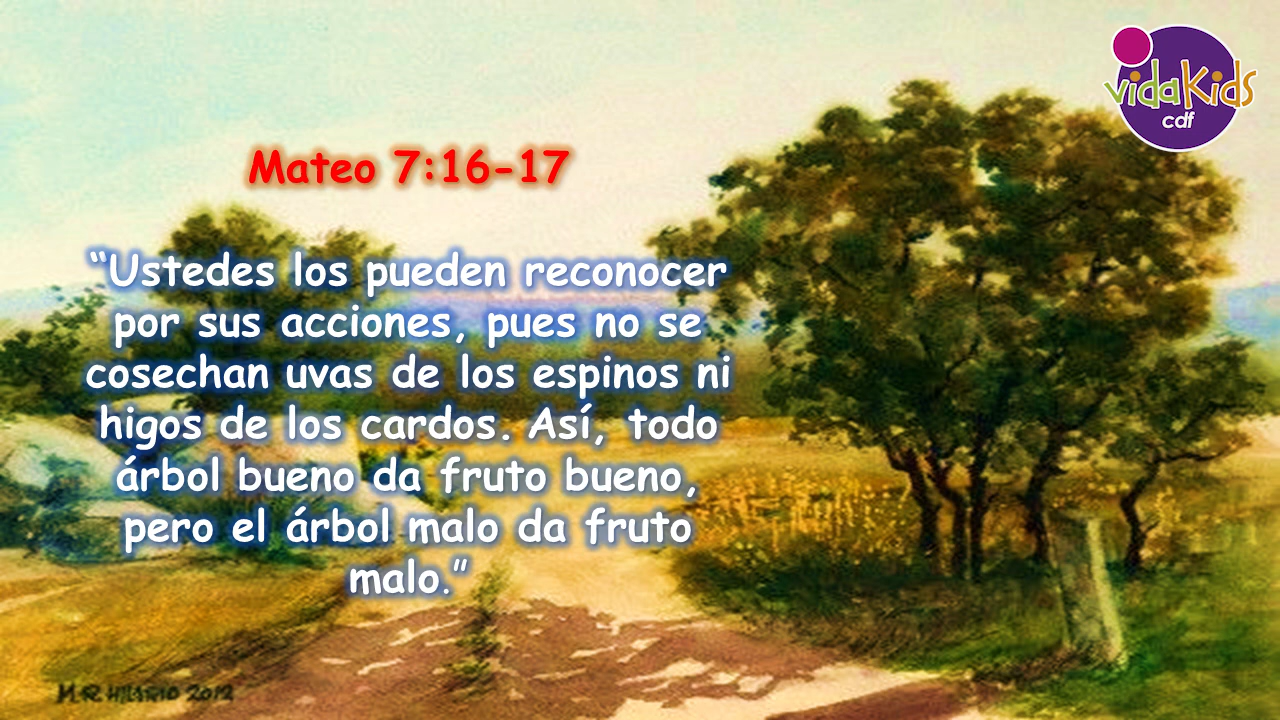 vidakids
cdf
Mateo 7:16-17
“Ustedes los pueden reconocer
por sus acciones, pues no se
cosechan uvas de los espinos ni
higos de los cardos. Así, todo
árbol bueno da fruto bueno,
pero el árbol malo da fruto
malo.”
M.R HILARIO 2012